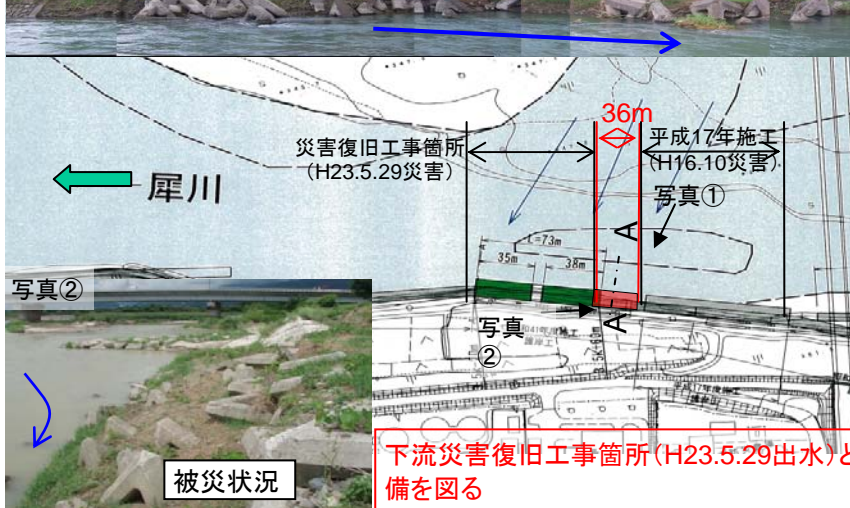 36m
災害復旧工事箇所
(H23.5.29災害)
平成17年施工
(H16.10災害)
犀川
写真①
A
L=73m
35m
38m
写真②
A
写真
②
被災状況
下流災害復旧工事箇所(H23.5.29出水)と
備を図る